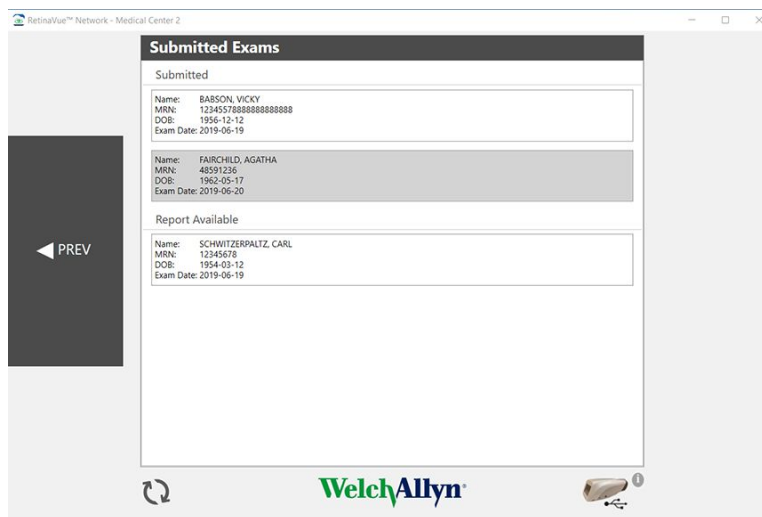 RetinaVue™ Network - Medical Center 2
Submitted Exams
Submitted
Name: BABSON, VICKY
MRN: 12345578888888888888
DOB: 1956-12-12
Exam Date: 2019-06-19
Name: FAIRCHILD, AGATHA
MRN: 48591236
DOB: 1962-05-17
Exam Date: 2019-06-20
Report Available
PREV
Name: SCHWITZERPALTZ, CARL
MRN: 12345678
DOB: 1954-03-12
Exam Date: 2019-06-19
WelchAllyn®
i